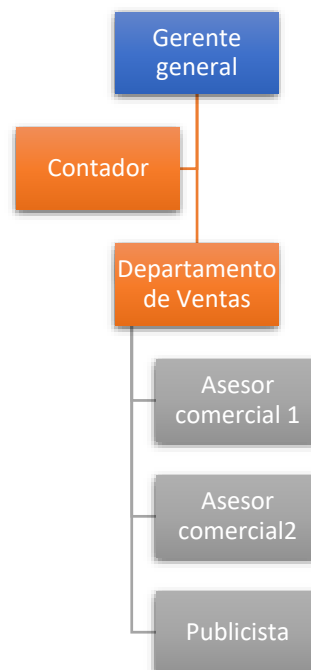 Gerente
general
Contador
Departamento
de Ventas
Asesor
comercial 1
Asesor
comercial2
Publicista